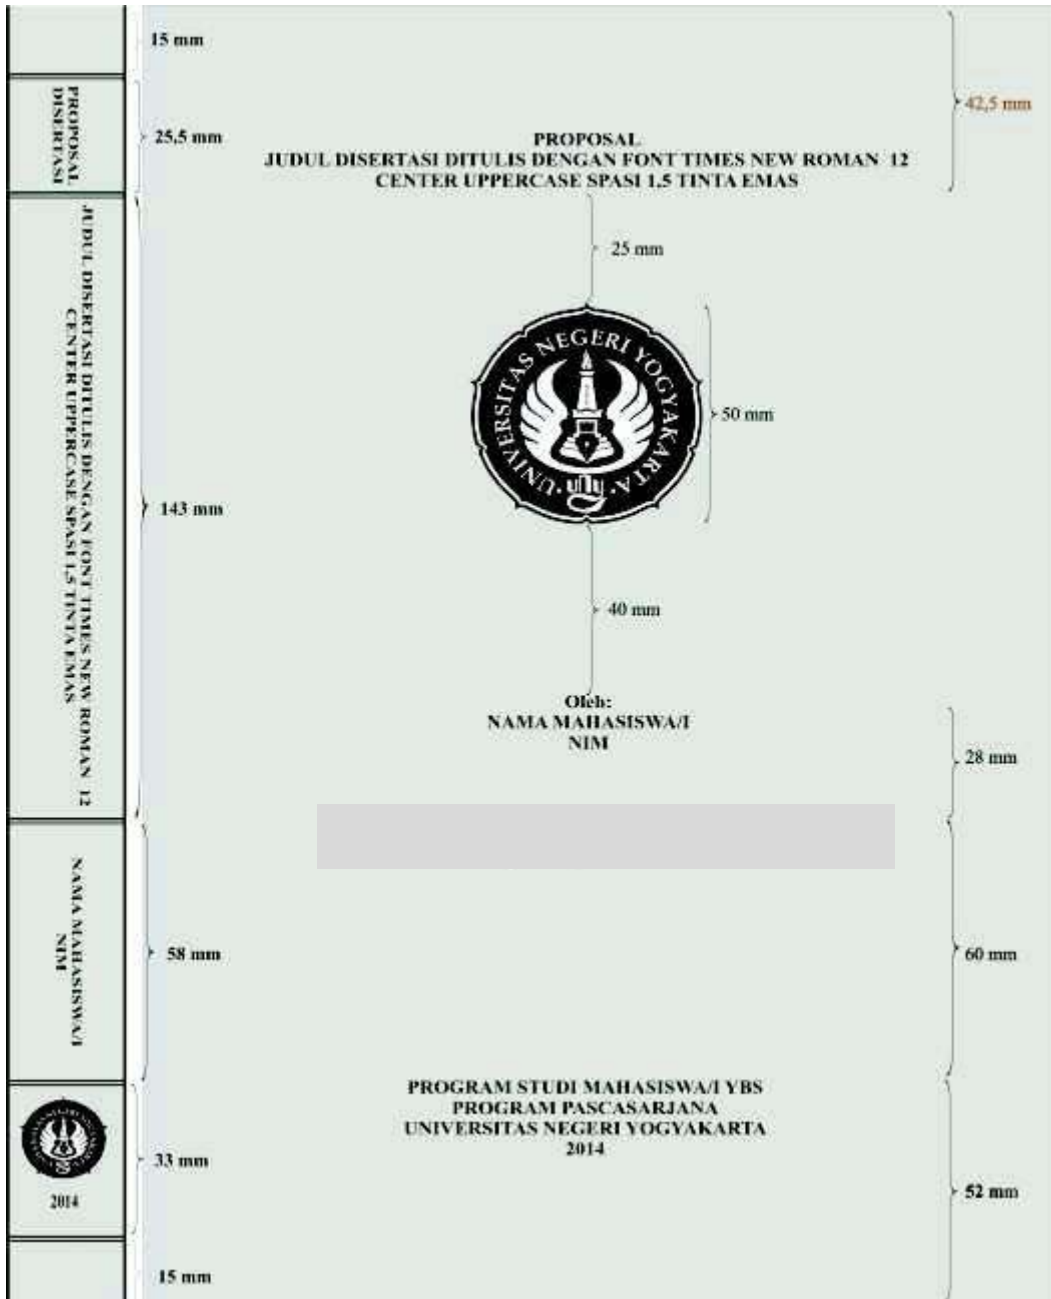 15 mm
PROPOSAL
DISERTASI
25,5 mm
JUDUL DISERTASI DITULIS DENGAN FONT TIMES NEW ROMAN 12
CENTER UPPERCASE SPASI 1,5 TINTA EMAS
143 mm
NAMA MAHASISWA/I
NIM
58 mm
2014
33 mm
15 mm
42,5 mm
PROPOSAL
JUDUL DISERTASI DITULIS DENGAN FONT TIMES NEW ROMAN 12
CENTER UPPERCASE SPASI 1.5 TINTA EMAS
25 mm
UNIVERSITAS NEGERI YOGYAKARTA
50 mm
40 mm
Oleh:
NAMA MAHASISWA/I
NIM
28 mm
60 mm
PROGRAM STUDI MAHASISWA/I YBS
PROGRAM PASCASARJANA
UNIVERSITAS NEGERI YOGYAKARTA
2014
52 mm